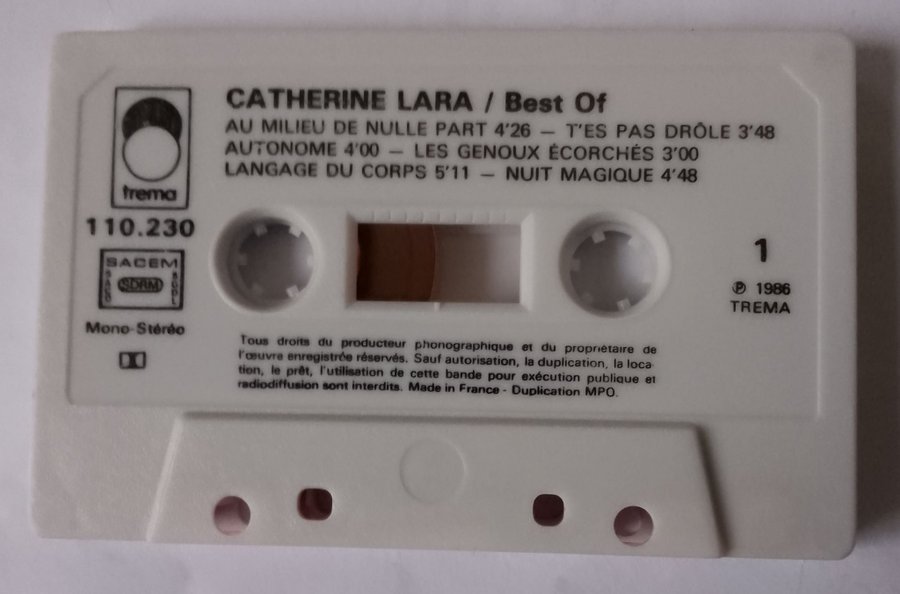 CATHERINE LARA / Best Of
AU MILIEU DE NULLE PART 4'26 – T'ES PAS DRÔLE 3'48
AUTONOME 4'00 – LES GENOUX ÉCORCHÉS 3'00
LANGAGE DU CORPS 5'11 – NUIT MAGIQUE 4'48
trema
110.230
SACEM
SACD
SDRM
SGDL
Mono-Stéréo
1
℗ 1986
TREMA
Tous droits du producteur phonographique et du propriétaire de
l'œuvre enregistrée réservés. Sauf autorisation, la duplication, la loca-
tion, le prêt, l'utilisation de cette bande pour exécution publique et
radiodiffusion sont interdits. Made in France - Duplication MPO.